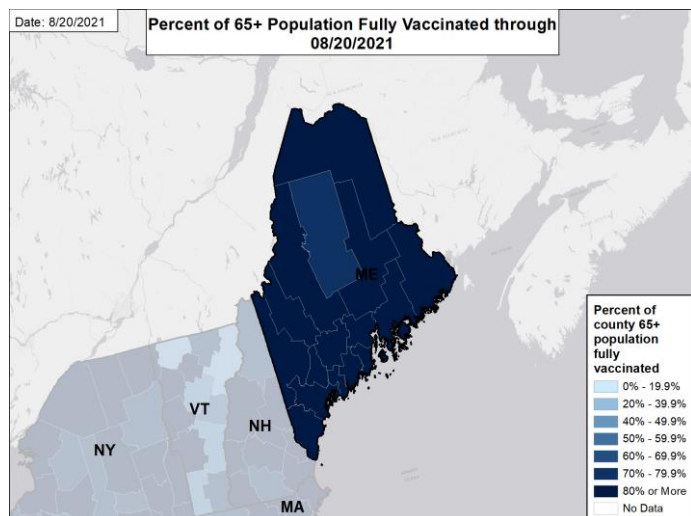 Date: 8/20/2021
Percent of 65+ Population Fully Vaccinated through
08/20/2021
ME
VT
NH
NY
MA
Percent of
county 65+
population
fully
vaccinated
0% - 19.9%
20% - 39.9%
40% - 49.9%
50% - 59.9%
60% - 69.9%
70% - 79.9%
80% or More
No Data